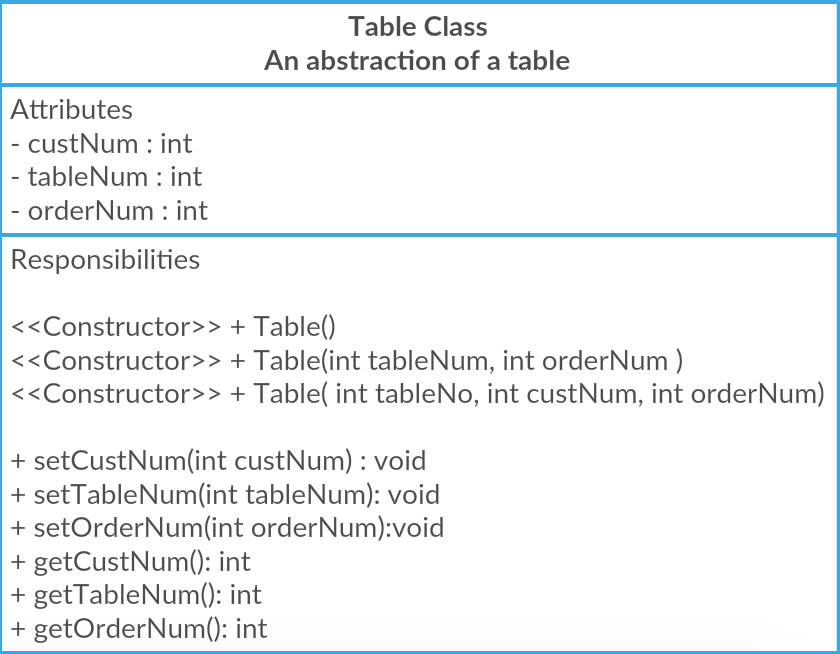 Table Class
An abstraction of a table
Attributes
- custNum : int
- tableNum : int
- orderNum : int
Responsibilities
<<Constructor>> + Table()
<<Constructor>> + Table(int tableNum, int orderNum )
<<Constructor>> + Table( int tableNo, int custNum, int orderNum)
+ setCustNum(int custNum) : void
+ setTableNum(int tableNum): void
+ setOrderNum(int orderNum):void
+ getCustNum(): int
+ getTableNum(): int
+ getOrderNum(): int